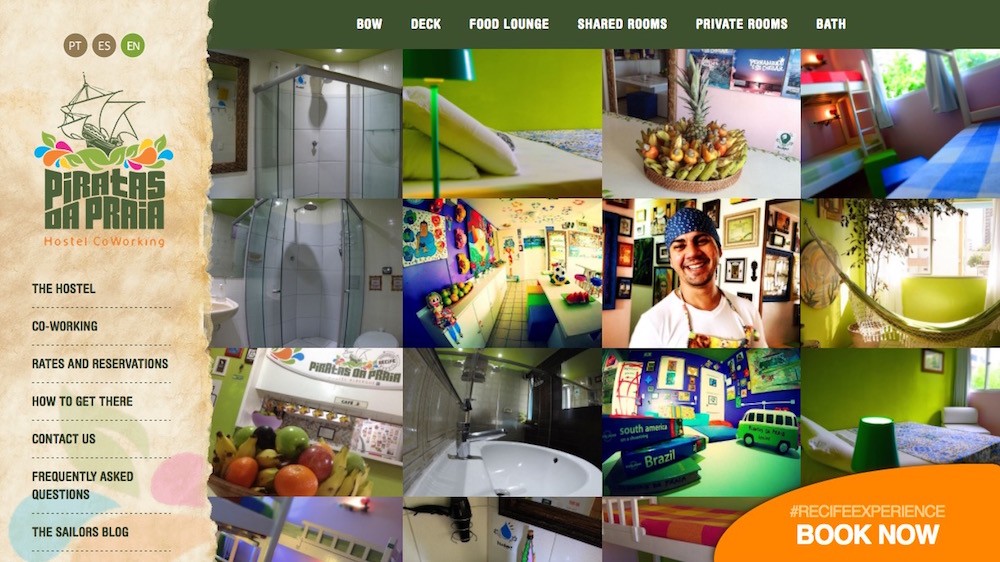 BOW DECK FOOD LOUNGE SHARED ROOMS PRIVATE ROOMS BATH
PT ES EN
PiRaTaS
Da PRaia
Hostel CoWorking
THE HOSTEL
CO-WORKING
RATES AND RESERVATIONS
HOW TO GET THERE
CONTACT US
FREQUENTLY ASKED
QUESTIONS
THE SAILORS BLOG
PiRaTaS Da PRaia
south america
on a shoestring
Brazil
#RECIFEEXPERIENCE
BOOK NOW